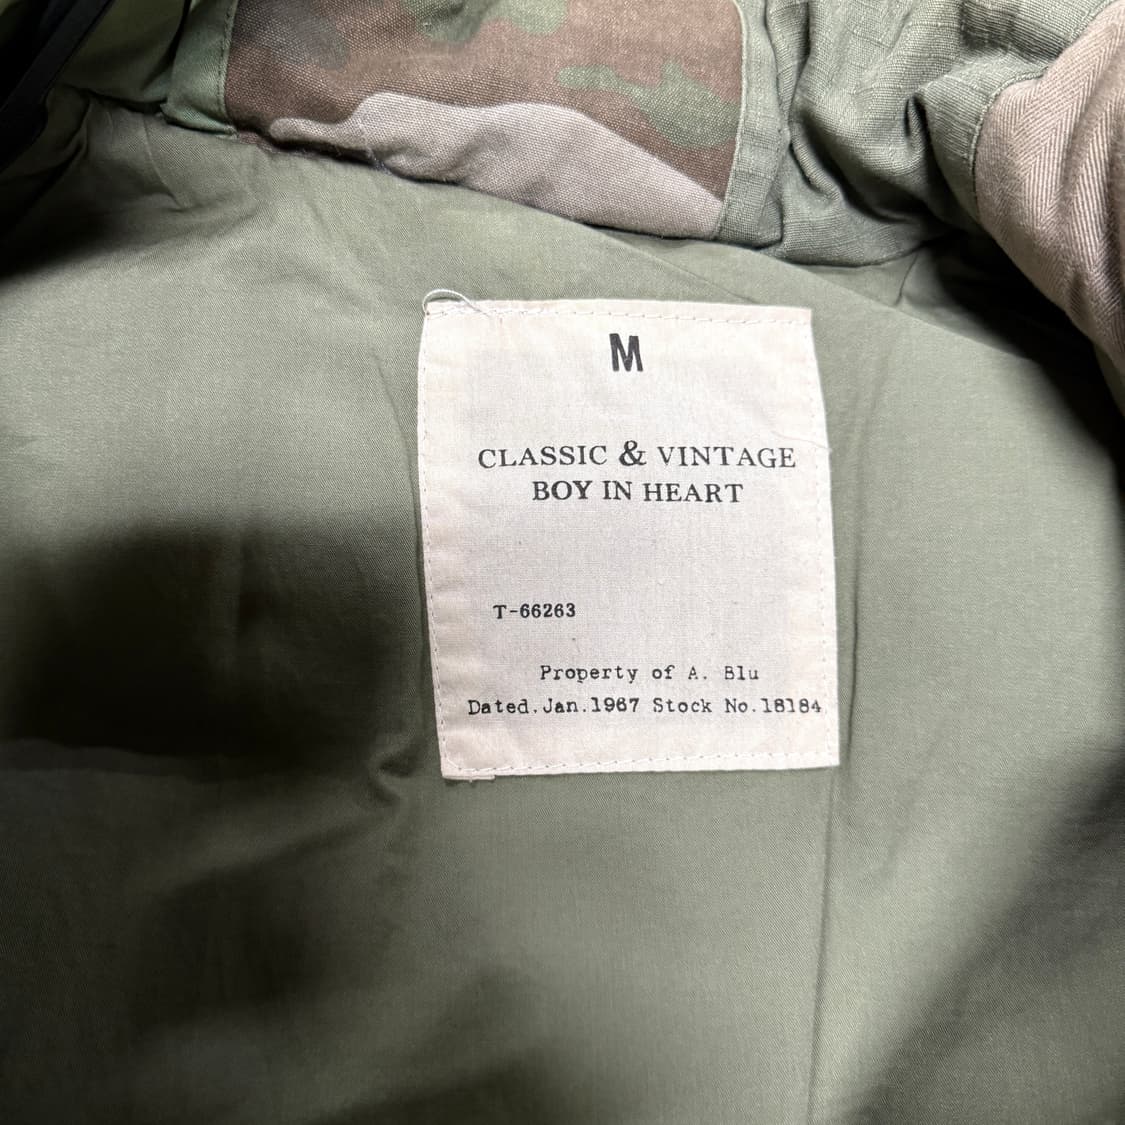 M
CLASSIC & VINTAGE
BOY IN HEART
T-66263
Property of A. Blu
Dated.Jan.1967 Stock No.18184